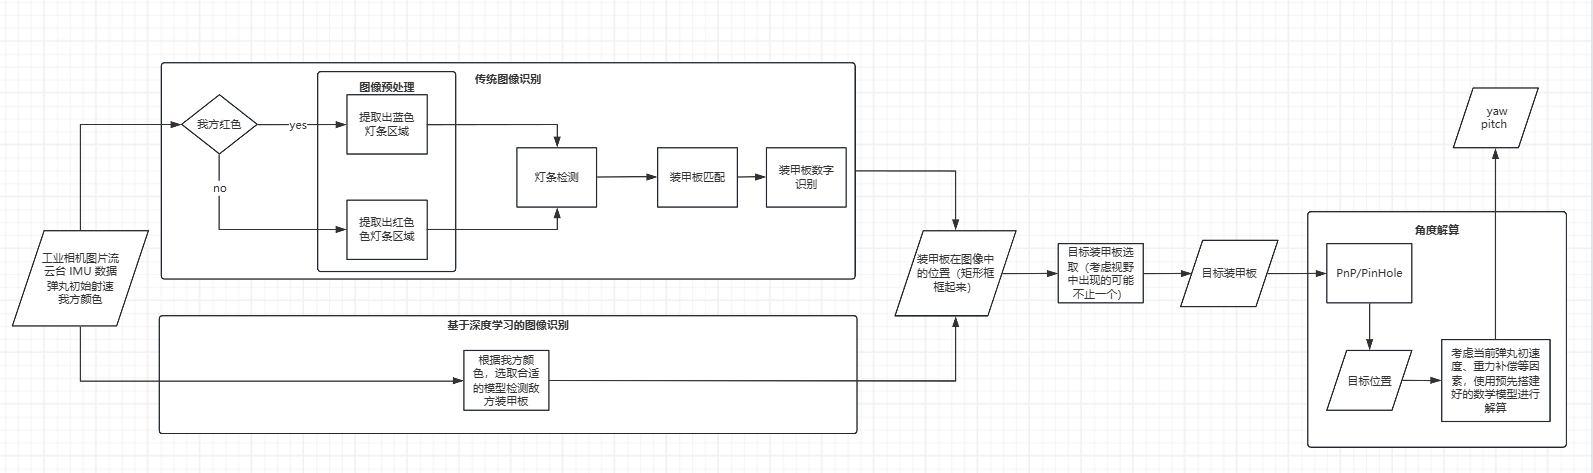 传统图像识别
图像预处理
我方红色
yes
no
提取出蓝色
灯条区域
提取出红色
色灯条区域
灯条检测
装甲板匹配
装甲板数字
识别
工业相机图片流
云台 IMU 数据
弹丸初始射速
我方颜色
基于深度学习的图像识别
根据我方颜
色，选取合适
的模型检测敌
方装甲板
装甲板在图像中
的位置（矩形框
框起来）
目标装甲板选
取（考虑视野
中出现的可能
不止一个）
目标装甲板
角度解算
PnP/PinHole
目标位置
考虑当前弹丸初速
度、重力补偿等因
素，使用预先搭建
好的数学模型进行
解算
yaw
pitch